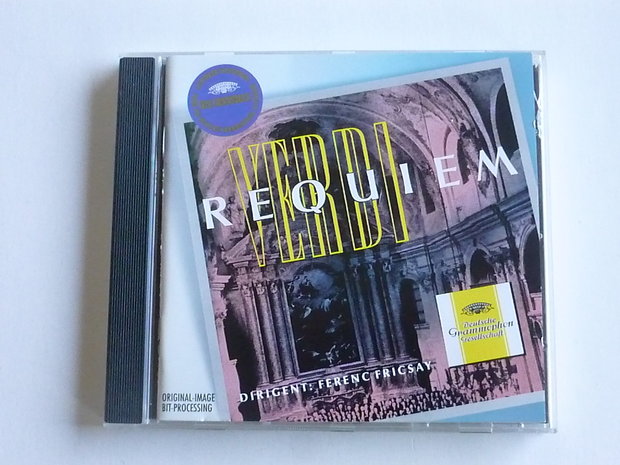 VERDI
REQUIEM
Deutsche
Grammophon
Gesellschaft
DIRIGENT: FERENC FRICSAY
ORIGINAL-IMAGE
BIT-PROCESSING